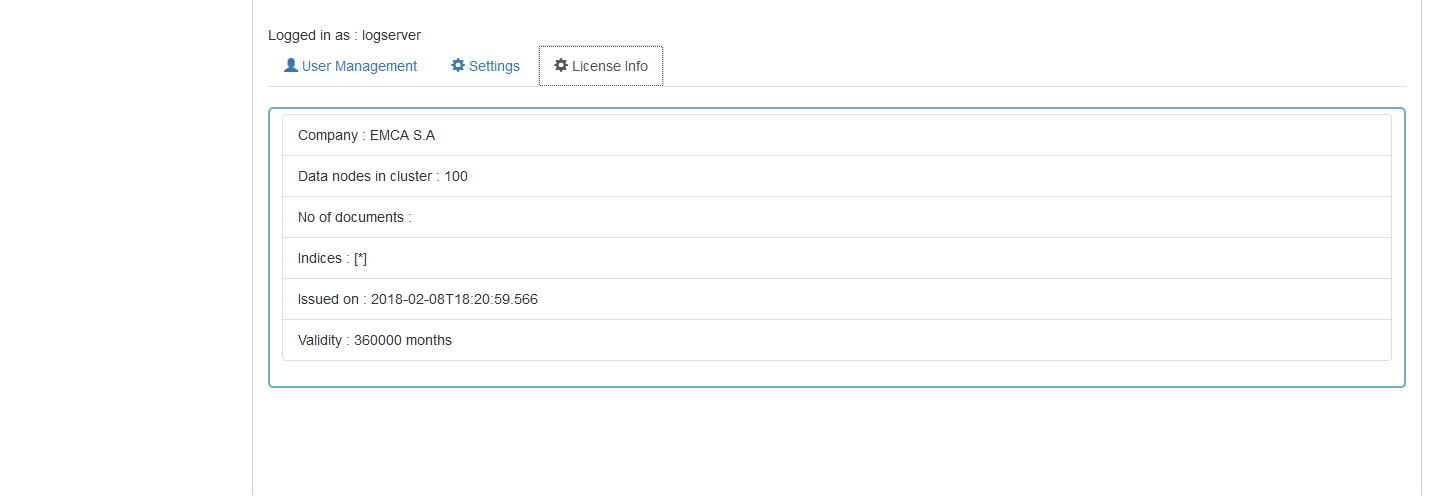 Logged in as : logserver
User Management Settings License Info
Company : EMCA S.A
Data nodes in cluster : 100
No of documents :
Indices : [*]
Issued on : 2018-02-08T18:20:59.566
Validity : 360000 months